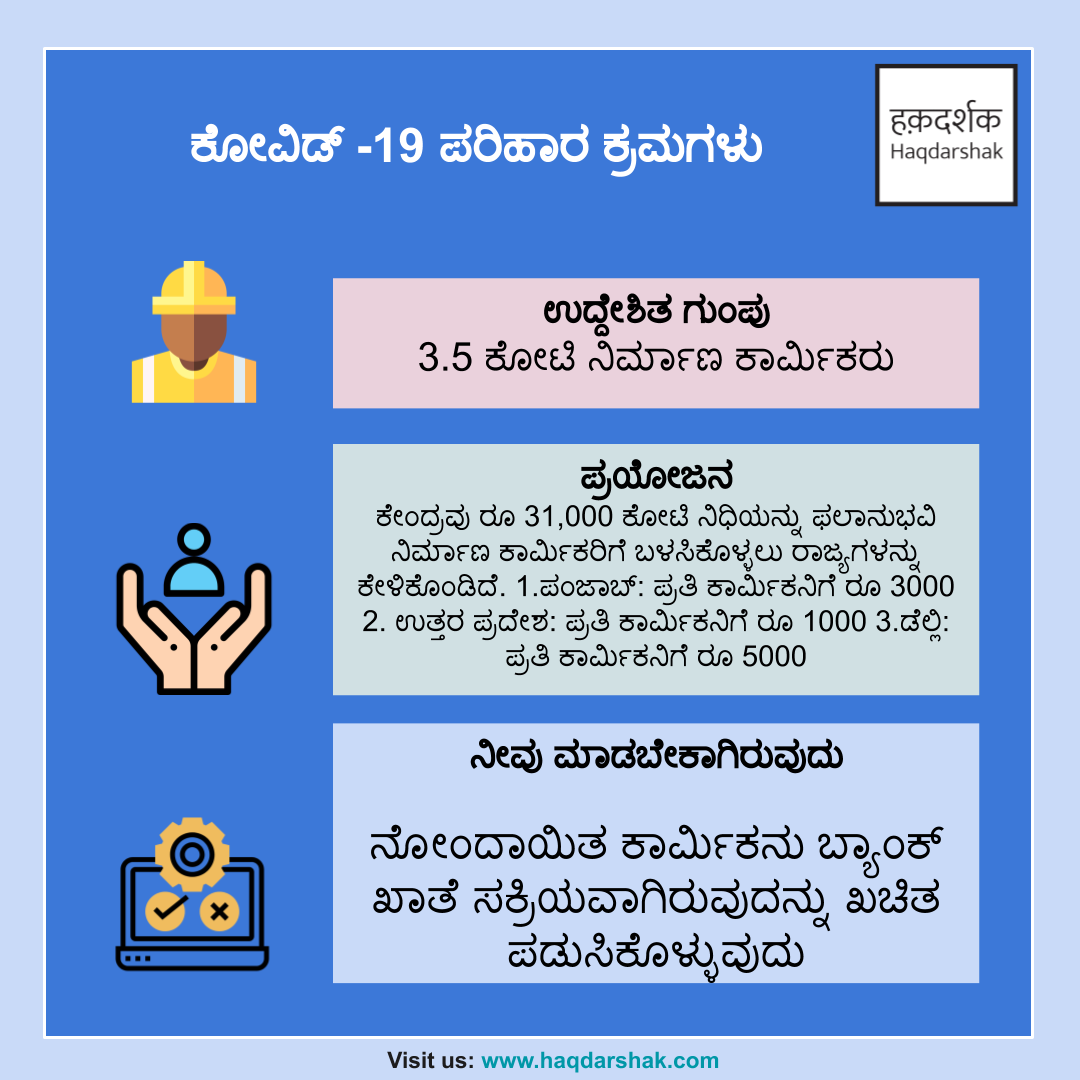 ಕೋವಿಡ್ -19 ಪರಿಹಾರ ಕ್ರಮಗಳು
हक़दर्शक
Haqdarshak
ಉದ್ದೇಶಿತ ಗುಂಪು
3.5 ಕೋಟಿ ನಿರ್ಮಾಣ ಕಾರ್ಮಿಕರು
ಪ್ರಯೋಜನ
ಕೇಂದ್ರವು ರೂ 31,000 ಕೋಟಿ ನಿಧಿಯನ್ನು ಫಲಾನುಭವಿ
ನಿರ್ಮಾಣ ಕಾರ್ಮಿಕರಿಗೆ ಬಳಸಿಕೊಳ್ಳಲು ರಾಜ್ಯಗಳನ್ನು
ಕೇಳಿಕೊಂಡಿದೆ. 1.ಪಂಜಾಬ್: ಪ್ರತಿ ಕಾರ್ಮಿಕನಿಗೆ ರೂ 3000
2. ಉತ್ತರ ಪ್ರದೇಶ: ಪ್ರತಿ ಕಾರ್ಮಿಕನಿಗೆ ರೂ 1000 3.ಡೆಲ್ಲಿ:
ಪ್ರತಿ ಕಾರ್ಮಿಕನಿಗೆ ರೂ 5000
ನೀವು ಮಾಡಬೇಕಾಗಿರುವುದು
ನೋಂದಾಯಿತ ಕಾರ್ಮಿಕನು ಬ್ಯಾಂಕ್
ಖಾತೆ ಸಕ್ರಿಯವಾಗಿರುವುದನ್ನು ಖಚಿತ
ಪಡುಸಿಕೊಳ್ಳುವುದು
Visit us: www.haqdarshak.com